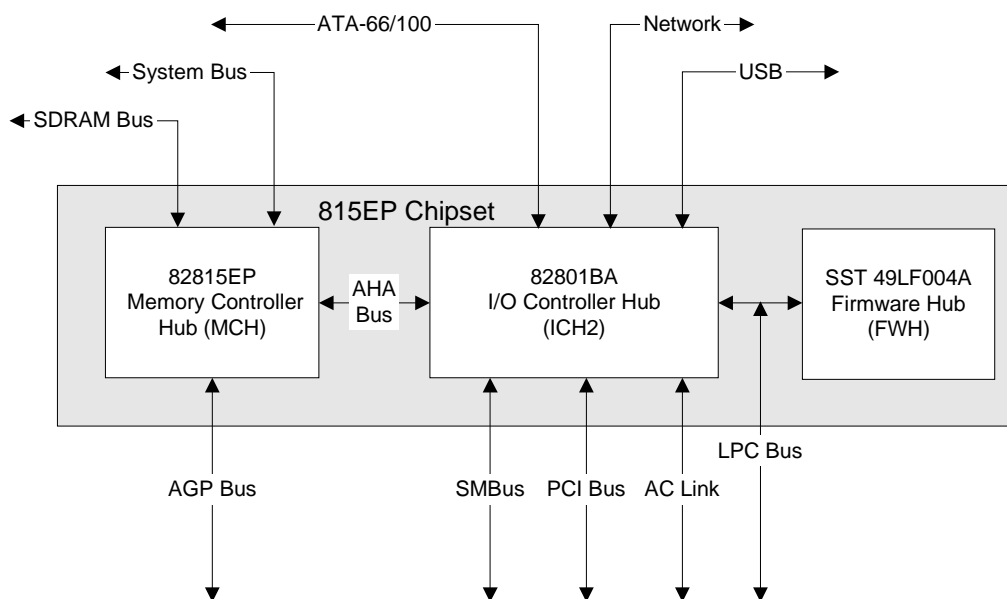 ATA-66/100
Network
System Bus
USB
SDRAM Bus
815EP Chipset
82815EP
Memory Controller
Hub (MCH)
AHA
Bus
82801BA
I/O Controller Hub
(ICH2)
SST 49LF004A
Firmware Hub
(FWH)
LPC Bus
AGP Bus
SMBus
PCI Bus
AC Link